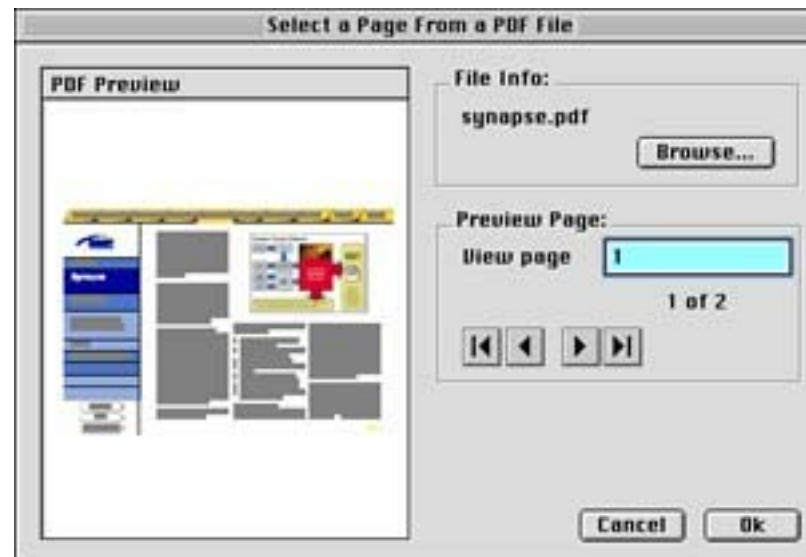 Select a Page From a PDF File
PDF Preview
File Info:
synapse.pdf
Browse...
Preview Page:
View page
1
1 of 2
Cancel
Ok